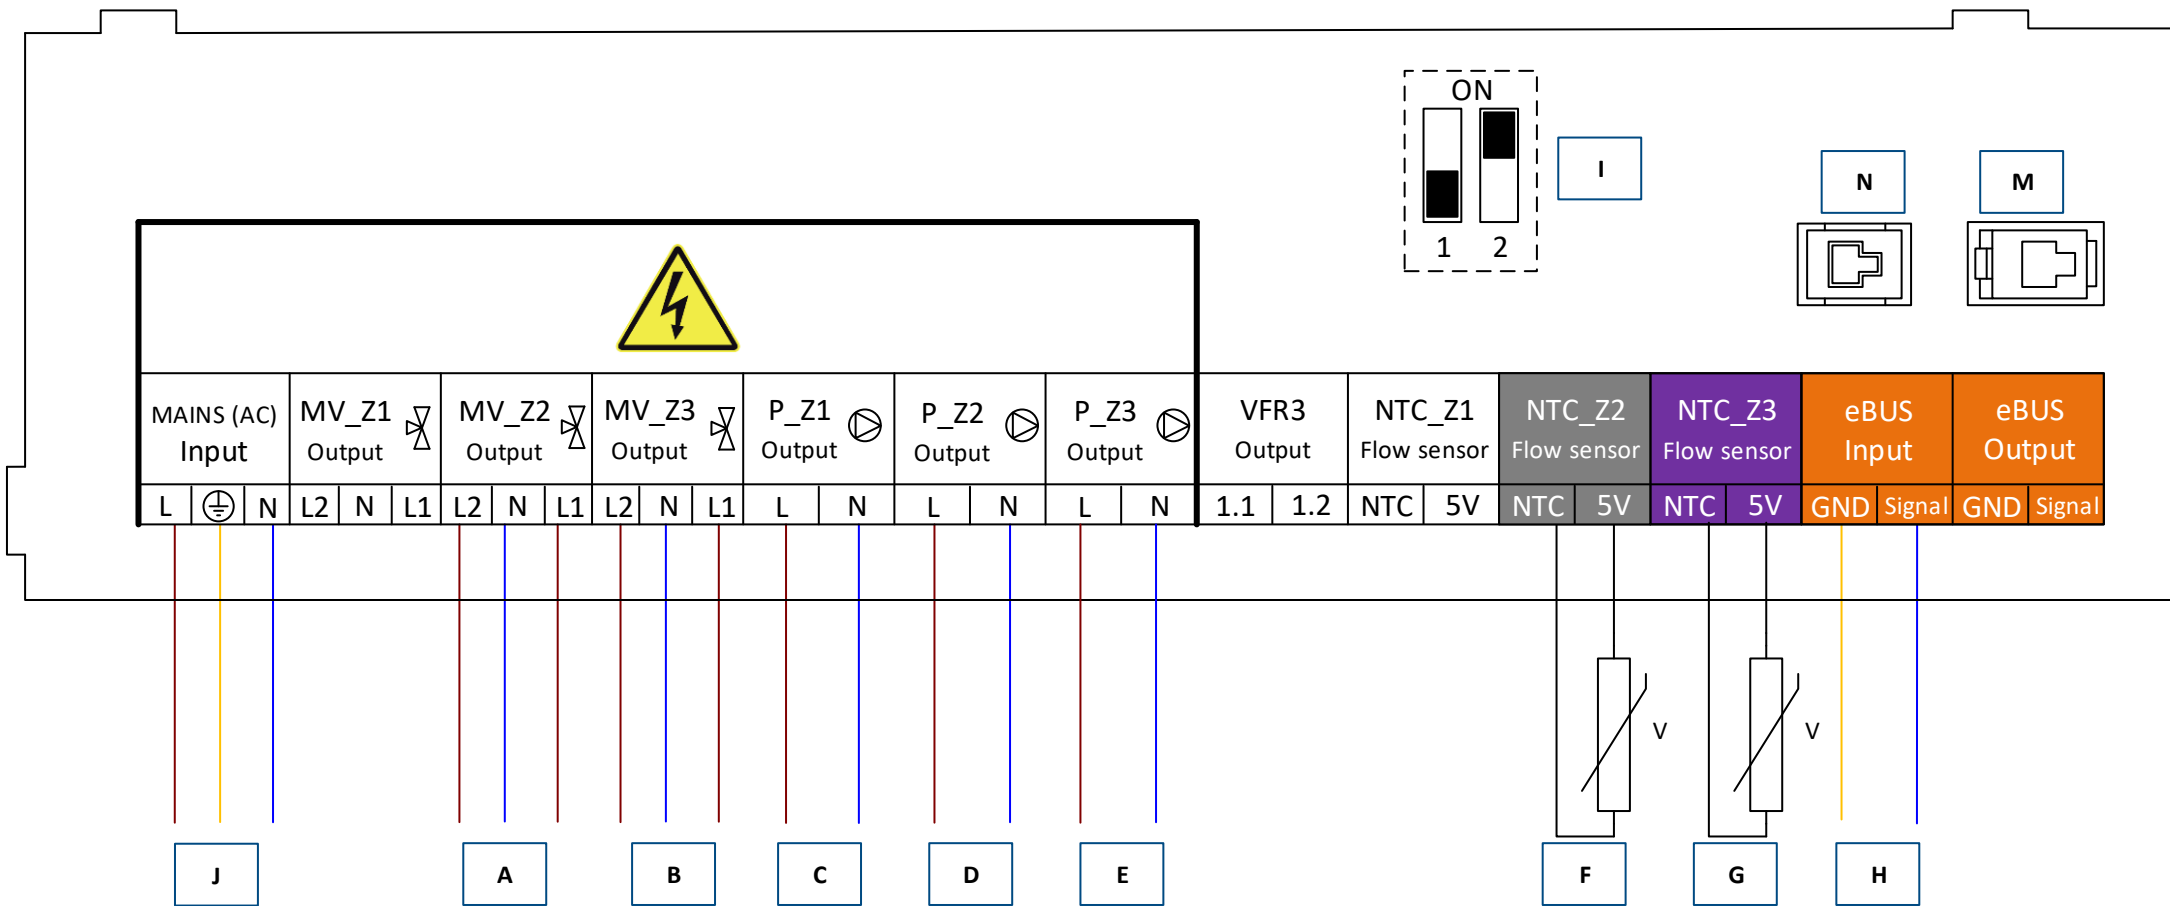 ON
1 2
I
N
M
MAINS (AC)
Input
MV_Z1
Output
MV_Z2
Output
MV_Z3
Output
P_Z1
Output
P_Z2
Output
P_Z3
Output
VFR3
Output
NTC_Z1
Flow sensor
NTC_Z2
Flow sensor
NTC_Z3
Flow sensor
eBUS
Input
eBUS
Output
L N L2 N L1 L2 N L1 L2 N L1 L N L N L N 1.1 1.2 NTC 5V NTC 5V NTC 5V GND Signal GND Signal
V
V
J
A
B
C
D
E
F
G
H